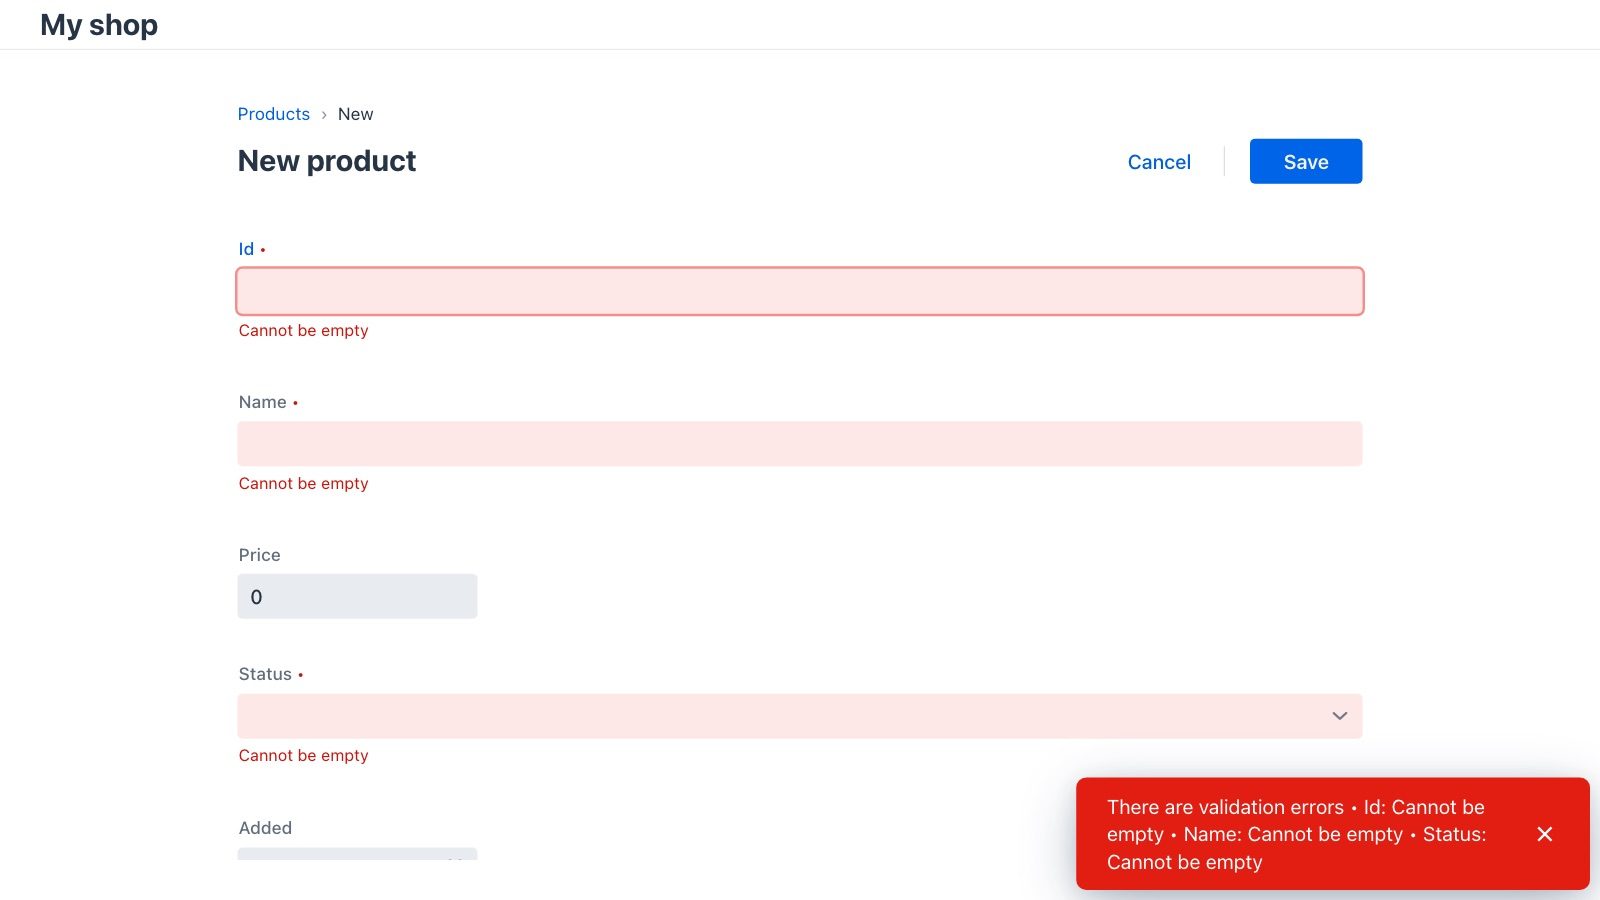 My shop
Products › New
New product
Cancel
Save
Id •
Cannot be empty
Name •
Cannot be empty
Price
0
Status •
Cannot be empty
Added
There are validation errors • Id: Cannot be
empty • Name: Cannot be empty • Status:
Cannot be empty